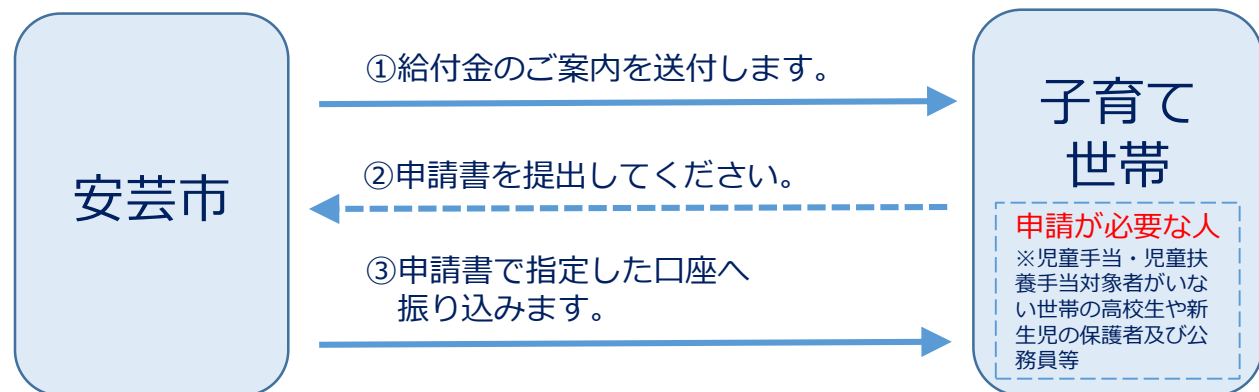 安芸市
①給付金のご案内を送付します。
②申請書を提出してください。
③申請書で指定した口座へ
振り込みます。
子育て
世帯
申請が必要な人
※児童手当・児童扶
養手当対象者がいな
い世帯の高校生や新
生児の保護者及び公
務員等